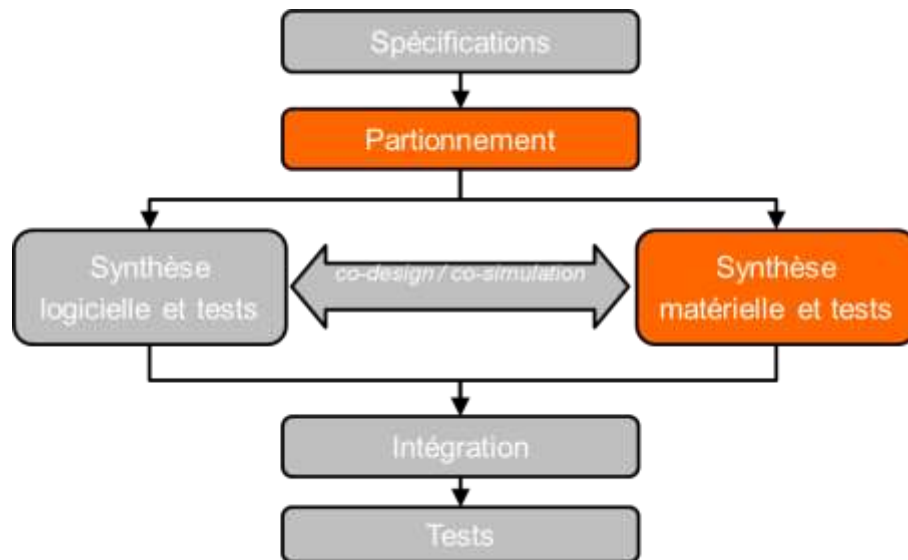 Spécifications
Partionnement
Synthèse
logicielle et tests
co-design / co-simulation
Synthèse
matérielle et tests
Intégration
Tests